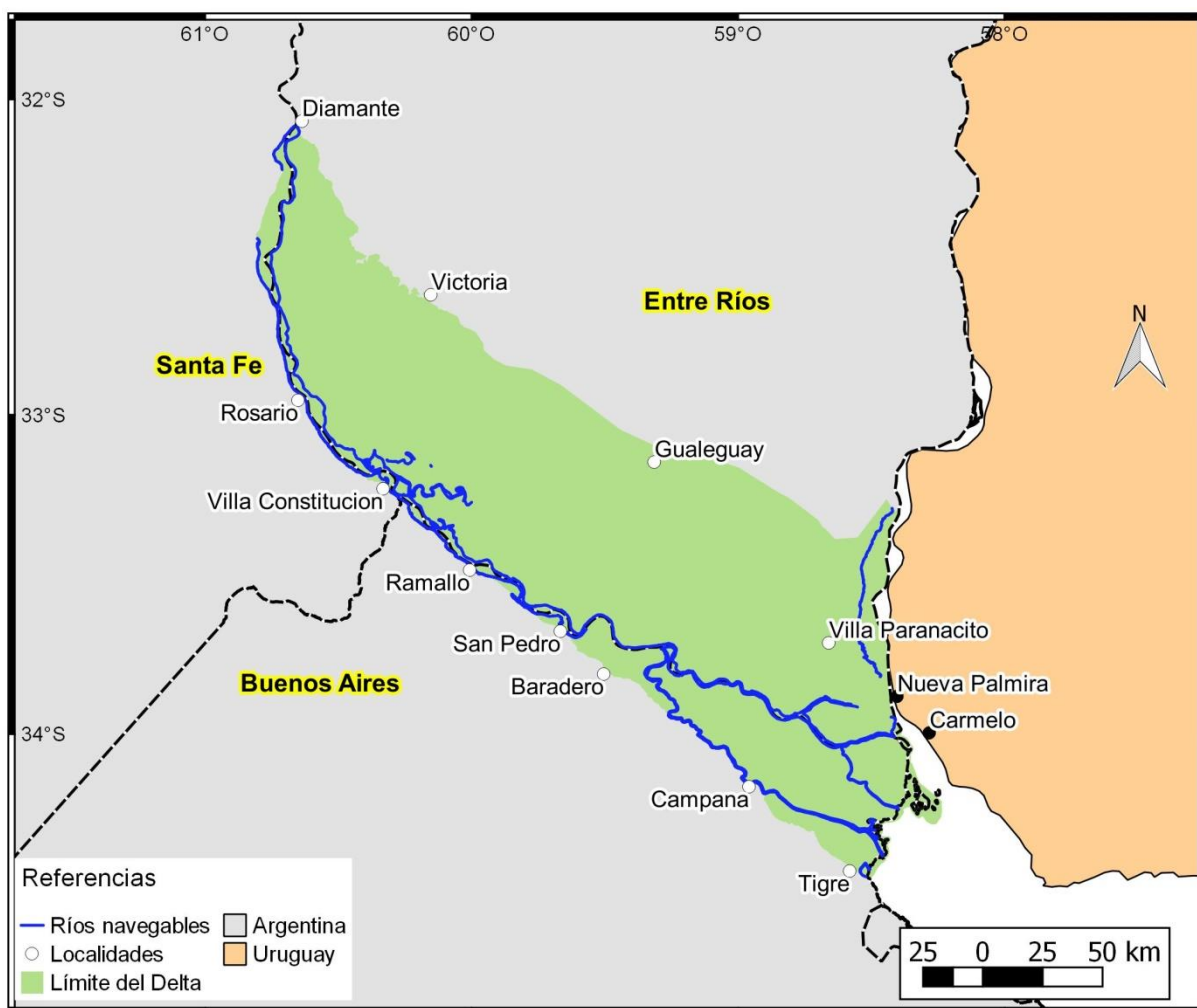 61°O
60°O
59°O
58°O
32°S
Diamante
Victoria
Entre Ríos
N
Santa Fe
33°S
Rosario
Gualeguay
Villa Constitucion
Ramallo
San Pedro
Villa Paranacito
Baradero
Buenos Aires
Nueva Palmira
Carmelo
34°S
Campana
Tigre
Referencias
Ríos navegables
Argentina
Localidades
Uruguay
Límite del Delta
25 0 25 50 km